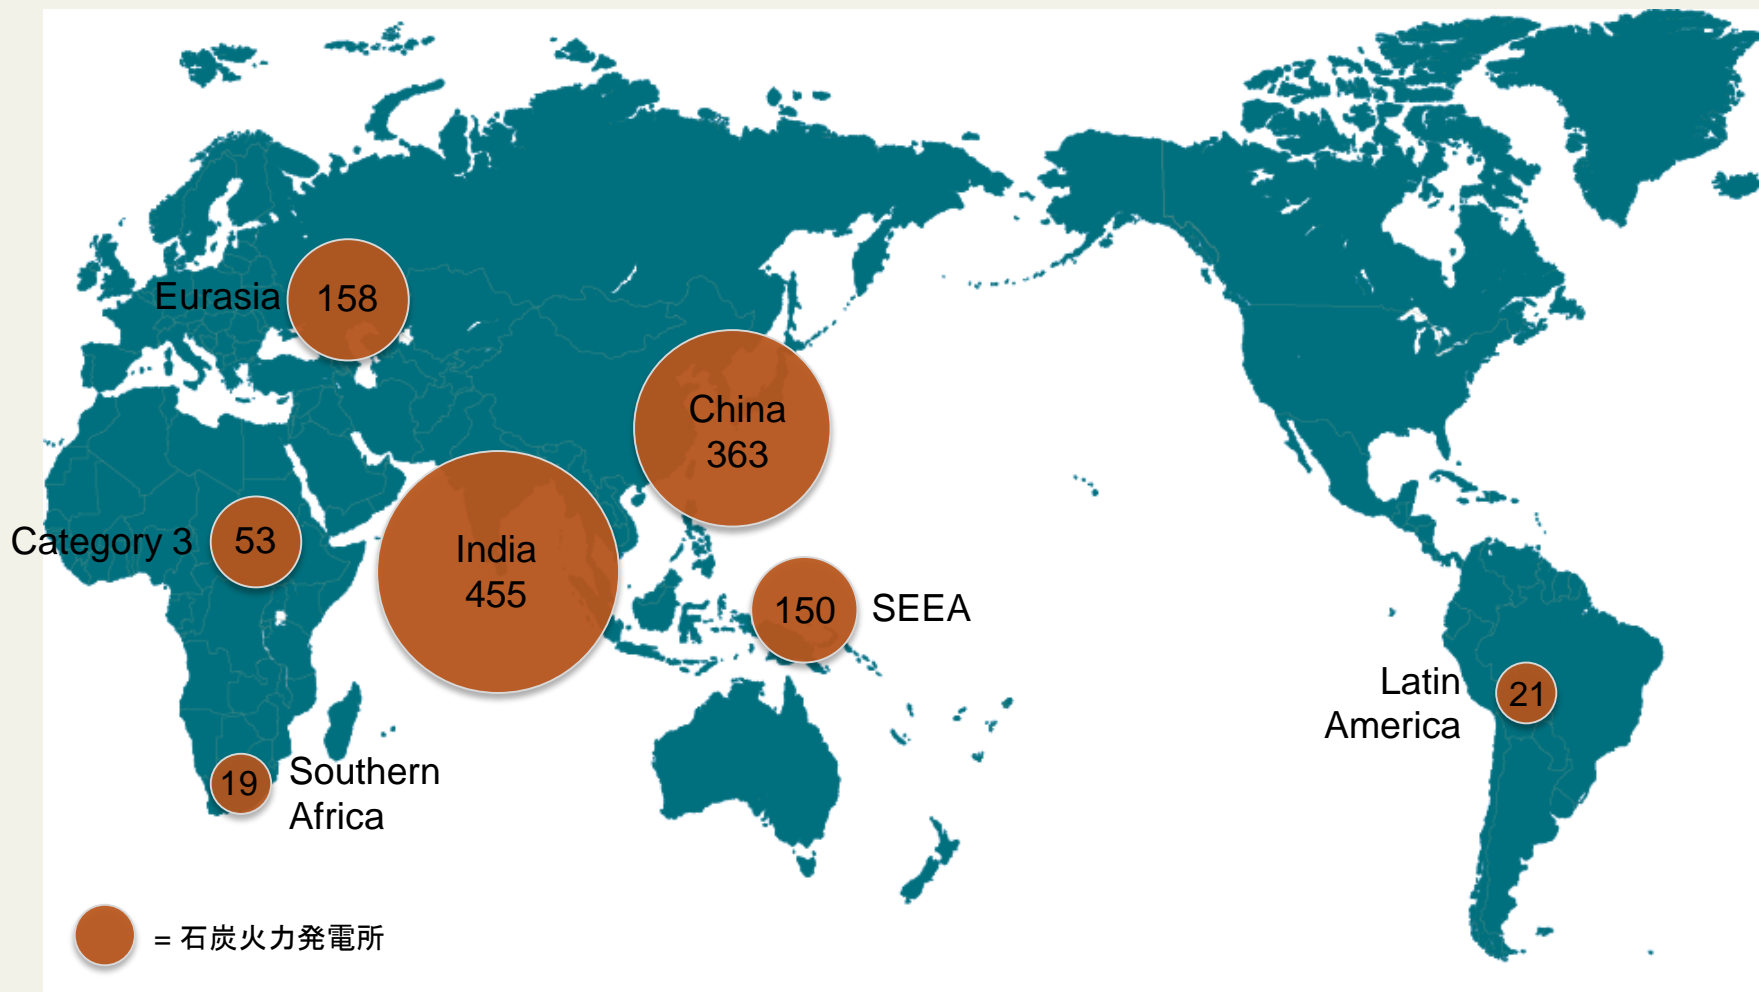 Eurasia
158
China
363
Category 3
53
India
455
150
SEEA
Latin
America
21
19
Southern
Africa
= 石炭火力発電所